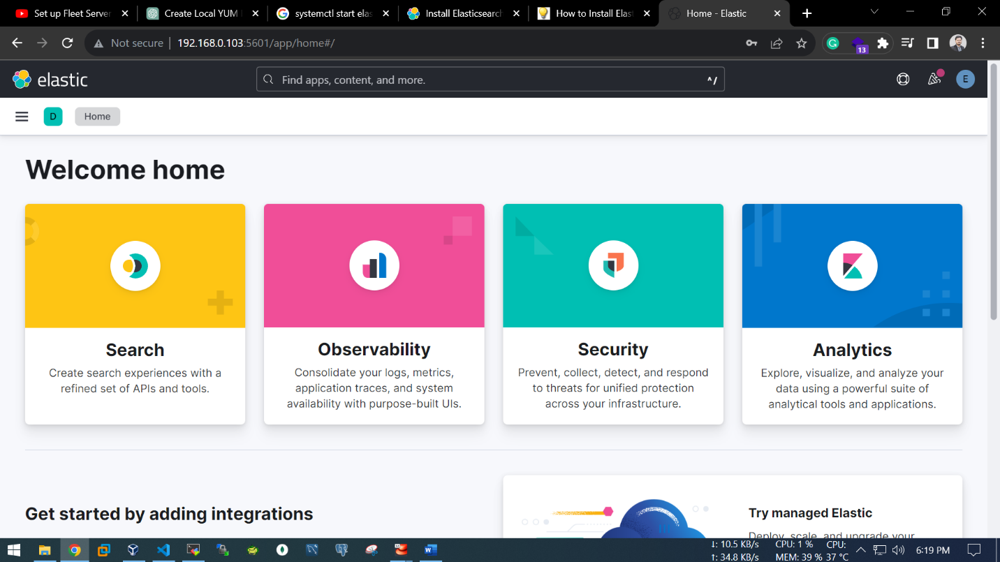 Set up Fleet Server
Create Local YUM
systemctl start elas
Install Elasticsearch
How to Install Elast
Home - Elastic
Not secure
192.168.0.103:5601/app/home#/
13
elastic
Find apps, content, and more.
^/
E
D
Home
Welcome home
Search
Create search experiences with a
refined set of APIs and tools.
Observability
Consolidate your logs, metrics,
application traces, and system
availability with purpose-built UIs.
Security
Prevent, collect, detect, and respond
to threats for unified protection
across your infrastructure.
Analytics
Explore, visualize, and analyze your
data using a powerful suite of
analytical tools and applications.
Get started by adding integrations
Try managed Elastic
Deploy, scale, and upgrade your
↓: 10.5 KB/s CPU: 1 % CPU:
↑: 34.8 KB/s MEM: 39 % 37 °C
6:19 PM